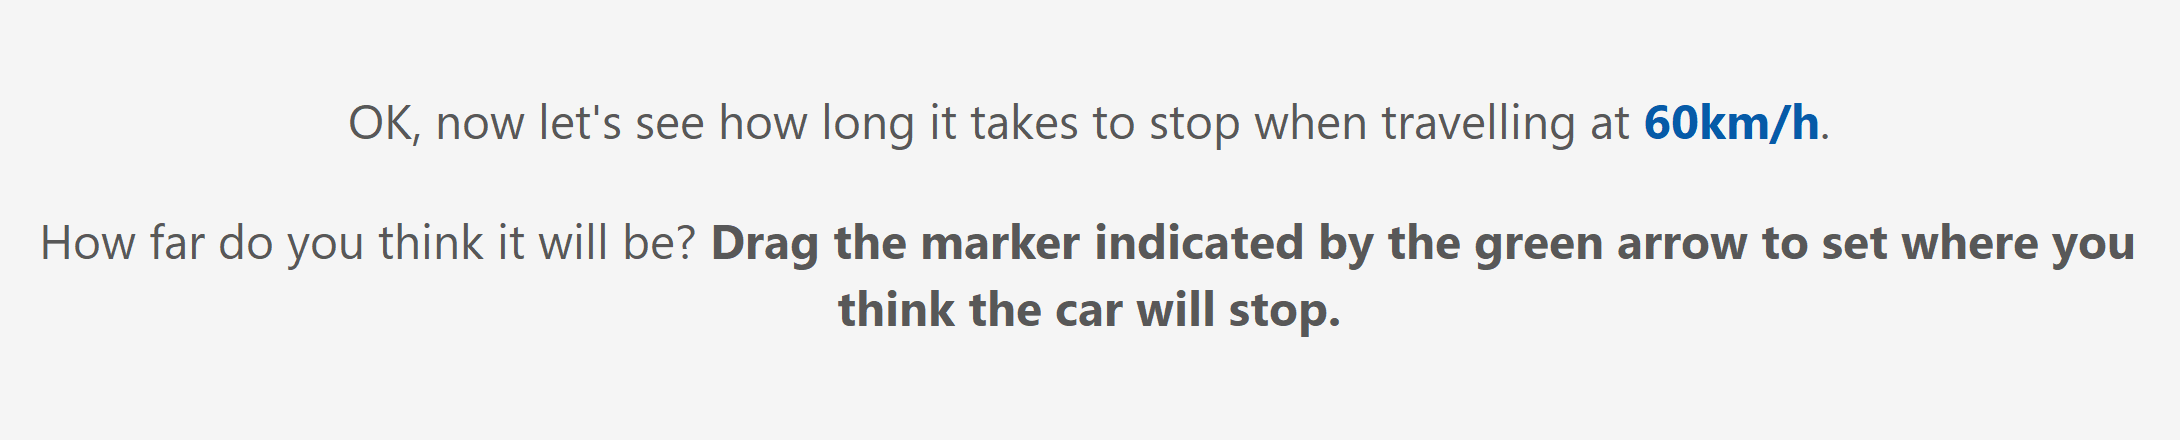 OK, now let's see how long it takes to stop when travelling at 60km/h.
How far do you think it will be? Drag the marker indicated by the green arrow to set where you
think the car will stop.